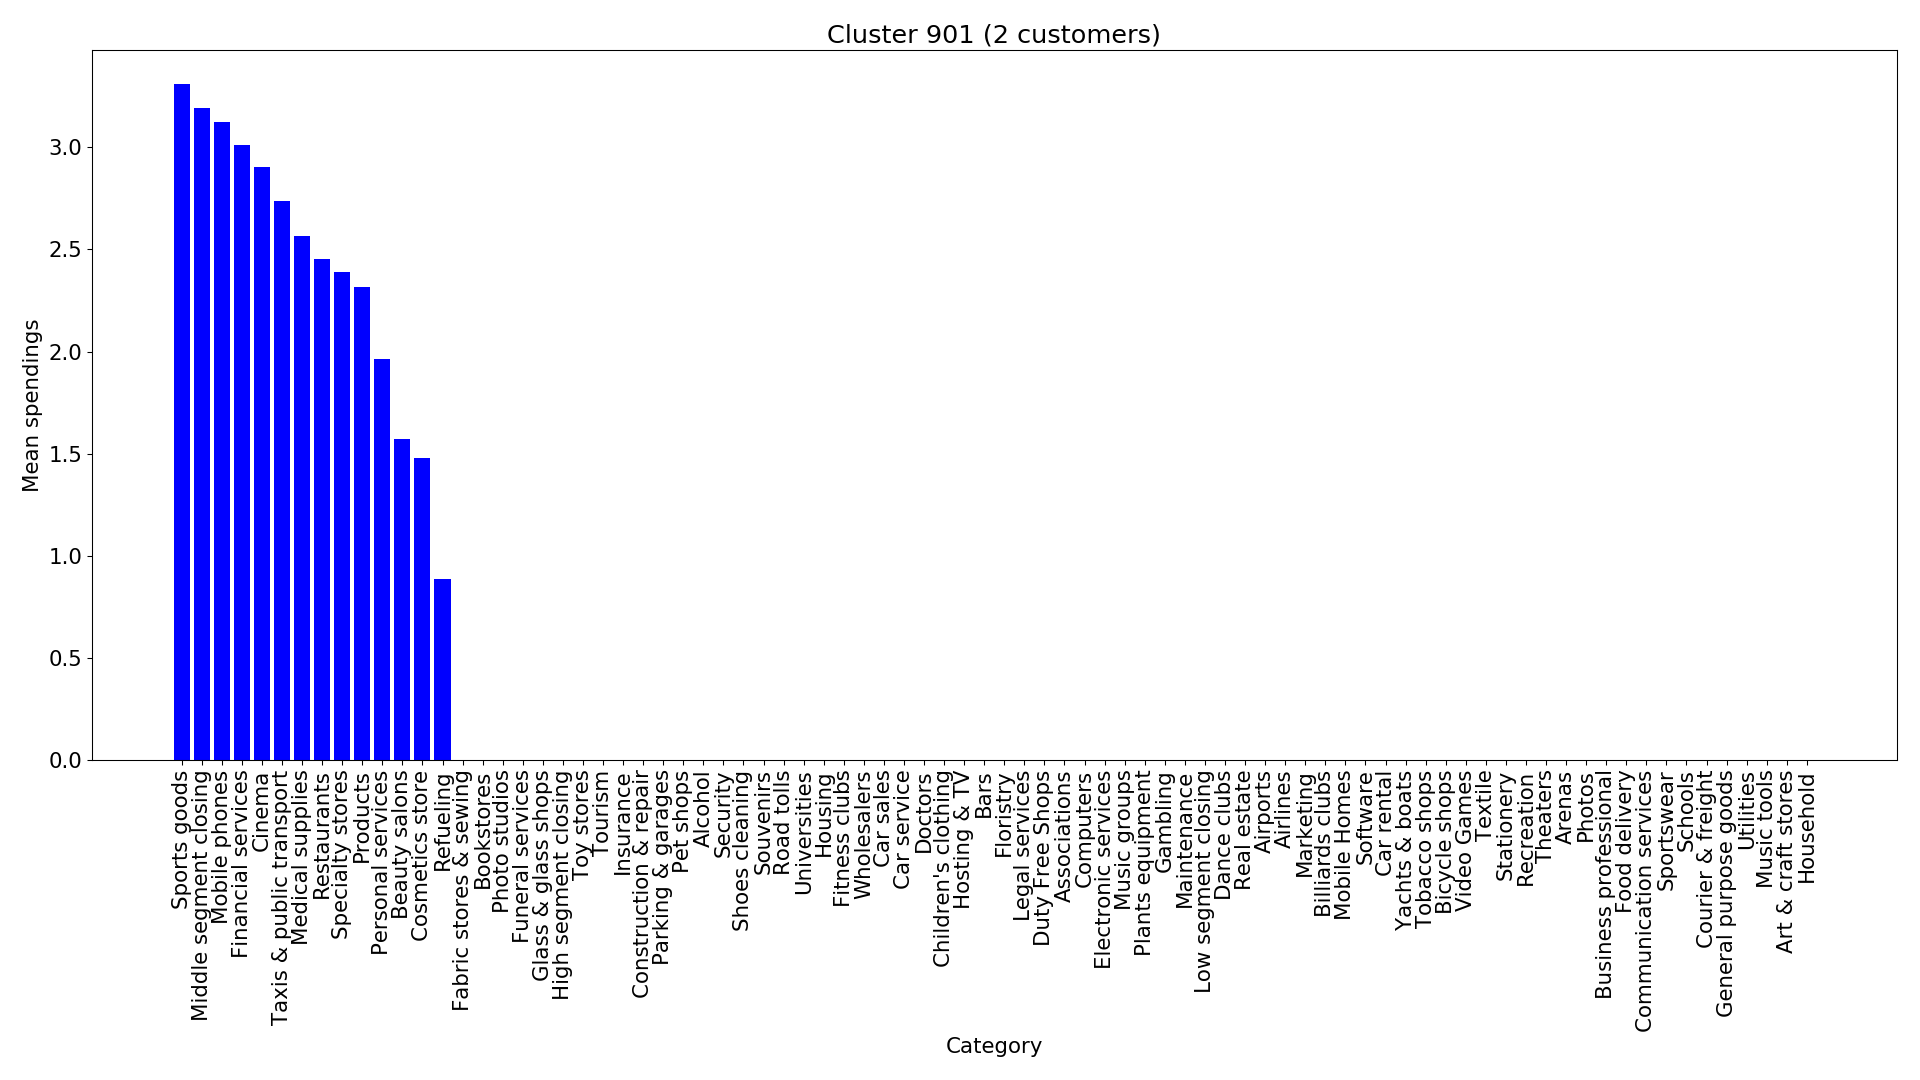 Cluster 901 (2 customers)
Mean spendings
3.0
2.5
2.0
1.5
1.0
0.5
0.0
Sports goods
Middle segment closing
Mobile phones
Financial services
Cinema
Taxis & public transport
Medical supplies
Restaurants
Specialty stores
Products
Personal services
Beauty salons
Cosmetics store
Refuelling
Fabric stores & sewing
Bookstores
Photo studios
Funeral services
Glass & glass shops
High segment closing
Toy stores
Tourism
Insurance
Construction & repair
Parking & garages
Pet shops
Alcohol
Security
Shoes cleaning
Souvenirs
Road tolls
Universities
Housing
Fitness clubs
Wholesalers
Car sales
Car service
Doctors
Children's clothing
Hosting & TV
Bars
Floristry
Legal services
Duty Free Shops
Associations
Computers
Electronic services
Music groups
Plants equipment
Gambling
Maintenance
Low segment closing
Dance clubs
Real estate
Airports
Airlines
Marketing
Billiards clubs
Mobile Homes
Software
Car rental
Yachts & boats
Tobacco shops
Bicycle shops
Video Games
Textile
Stationery
Recreation
Theaters
Arenas
Photos
Business professional
Food delivery
Communication services
Sportswear
Schools
Courier & freight
General purpose goods
Utilities
Music tools
Art & craft stores
Household
Category